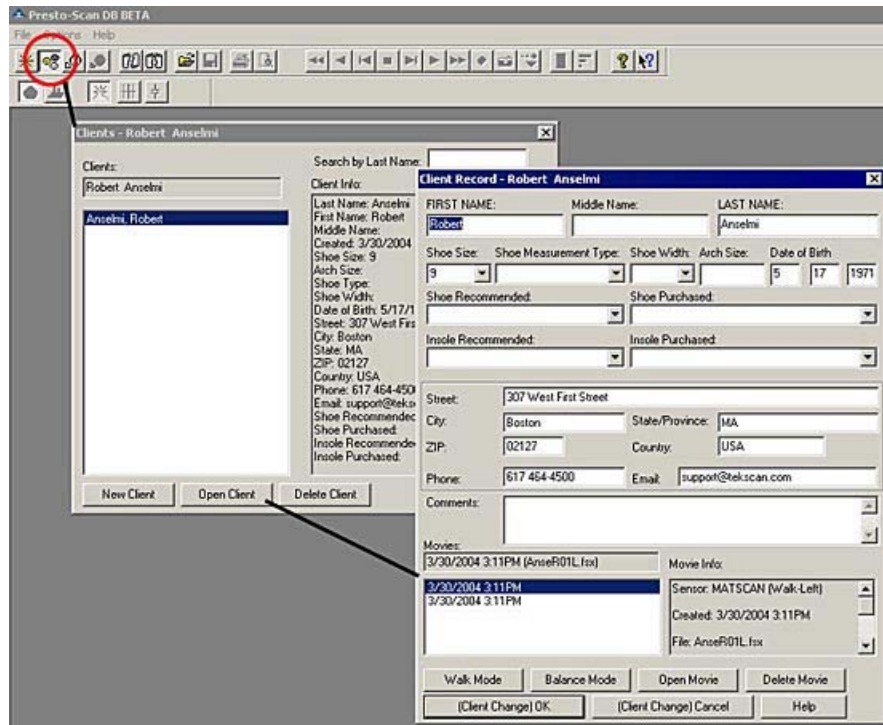 Presto-Scan DB BETA
File Options Help
Clients - Robert Anselmi
Clients:
Robert Anselmi
Anselmi, Robert
Search by Last Name:
Client Info:
Last Name: Anselmi
First Name: Robert
Middle Name:
Created: 3/30/2004
Shoe Size: 9
Arch Size:
Shoe Type:
Shoe Width:
Date of Birth: 5/17/1
Street: 307 West Firs
City: Boston
State: MA
ZIP: 02127
Country: USA
Phone: 617 464-450
Email: support@teks
Shoe Recommended
Shoe Purchased:
Insole Recommende
Insole Purchased:
New Client Open Client Delete Client
Client Record - Robert Anselmi
FIRST NAME: Middle Name: LAST NAME:
Robert Anselmi
Shoe Size: Shoe Measurement Type: Shoe Width: Arch Size: Date of Birth
9 5 17 1971
Shoe Recommended: Shoe Purchased:
Insole Recommended: Insole Purchased:
Street: 307 West First Street
City: Boston State/Province: MA
ZIP: 02127 Country: USA
Phone: 617 464-4500 Email: support@tekscan.com
Comments:
Movies:
3/30/2004 3:11PM (AnseR01L.fsx)
3/30/2004 3:11PM
3/30/2004 3:11PM
Movie Info:
Sensor: MATSCAN (Walk-Left)
Created: 3/30/2004 3:11PM
File: AnseR01L.fsx
Walk Mode Balance Mode Open Movie Delete Movie
(Client Change) OK (Client Change) Cancel Help